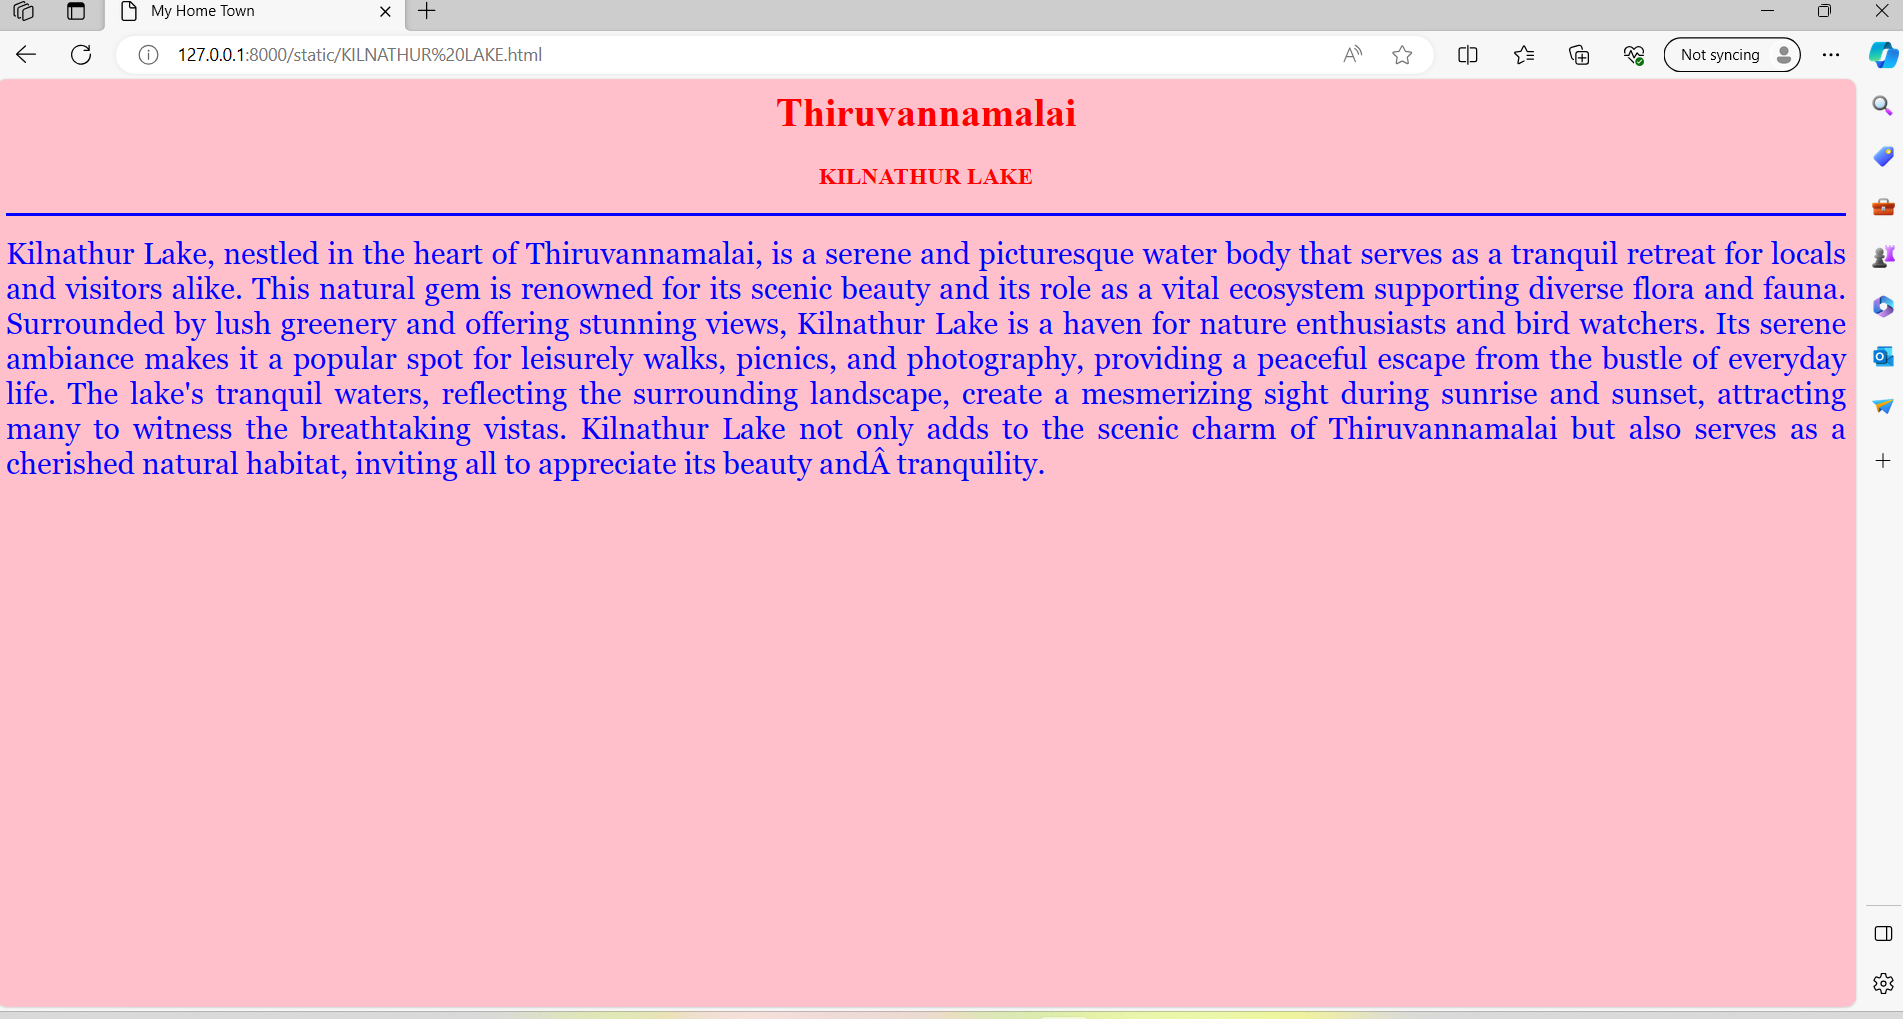 My Home Town
127.0.0.1:8000/static/KILNATHUR%20LAKE.html
Not syncing
Thiruvannamalai
KILNATHUR LAKE
Kilnathur Lake, nestled in the heart of Thiruvannamalai, is a serene and picturesque water body that serves as a tranquil retreat for locals
and visitors alike. This natural gem is renowned for its scenic beauty and its role as a vital ecosystem supporting diverse flora and fauna.
Surrounded by lush greenery and offering stunning views, Kilnathur Lake is a haven for nature enthusiasts and bird watchers. Its serene
ambiance makes it a popular spot for leisurely walks, picnics, and photography, providing a peaceful escape from the bustle of everyday
life. The lake's tranquil waters, reflecting the surrounding landscape, create a mesmerizing sight during sunrise and sunset, attracting
many to witness the breathtaking vistas. Kilnathur Lake not only adds to the scenic charm of Thiruvannamalai but also serves as a
cherished natural habitat, inviting all to appreciate its beauty andÂ tranquility.